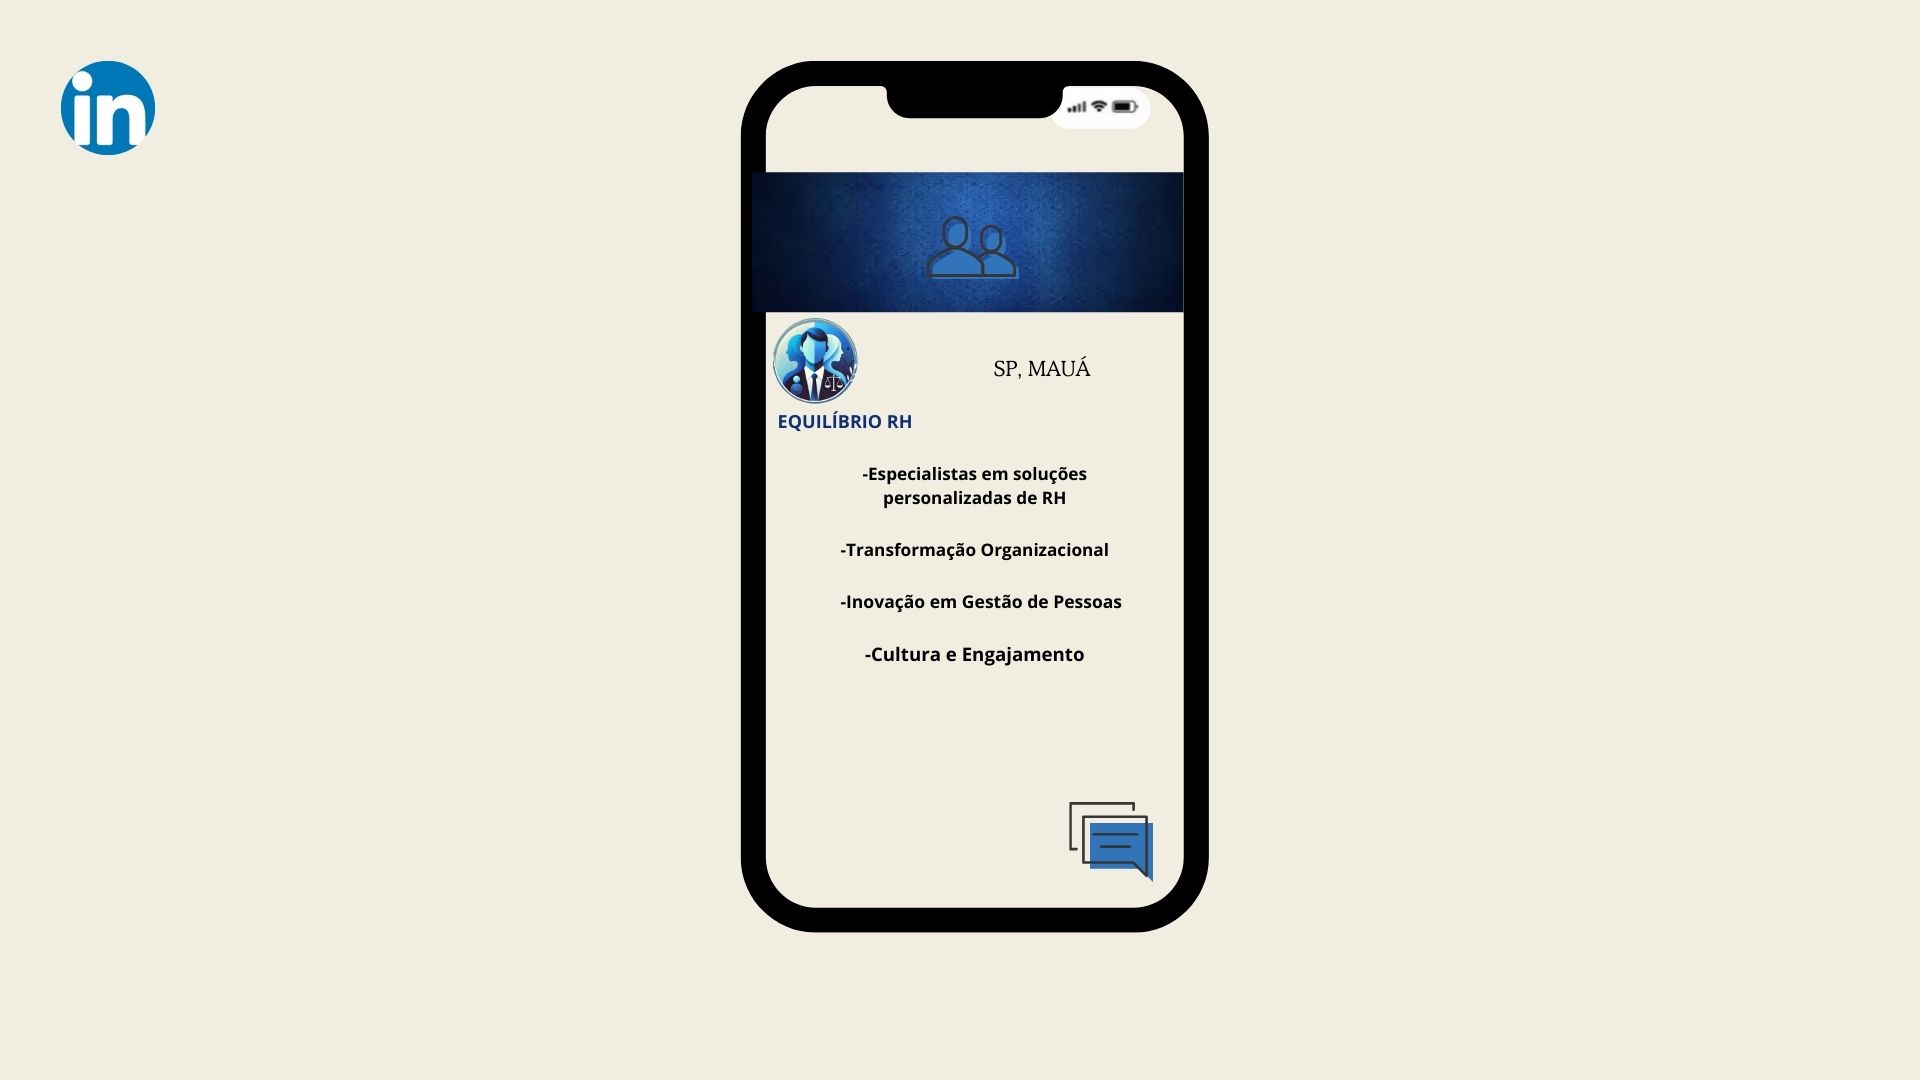 in
SP, MAUÁ
EQUILÍBRIO RH
-Especialistas em soluções
personalizadas de RH
-Transformação Organizacional
-Inovação em Gestão de Pessoas
-Cultura e Engajamento